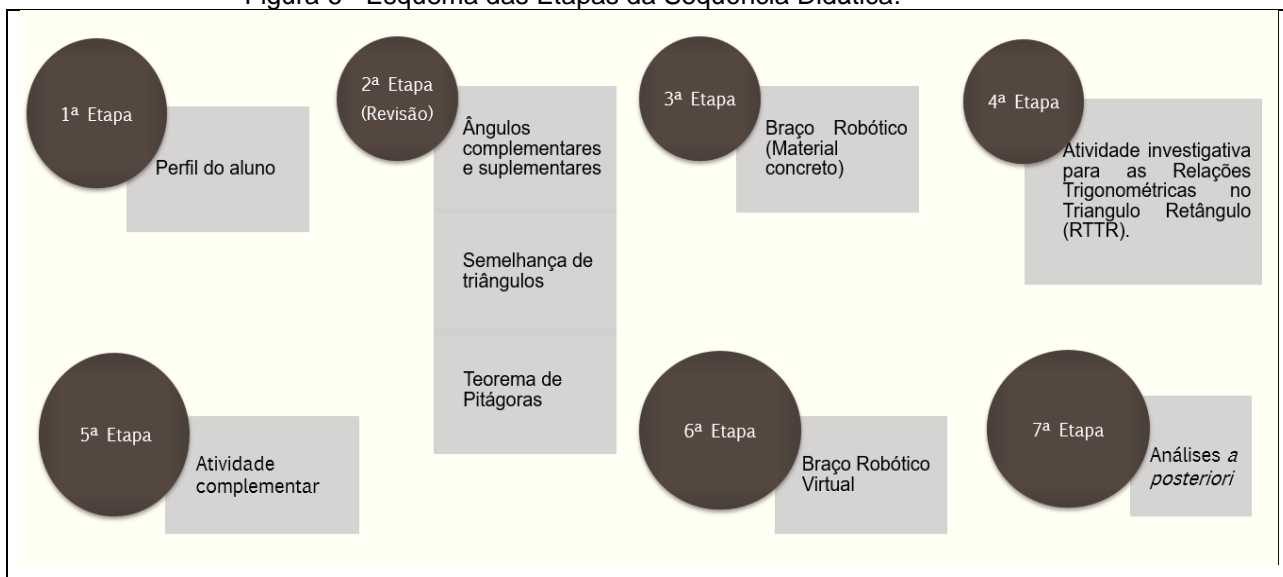 Figura 8 - Esquema das Etapas da Sequência Didática.
1ª Etapa
Perfil do aluno
2ª Etapa
(Revisão)
Ângulos
complementares
e suplementares
Semelhança de
triângulos
Teorema de
Pitágoras
3ª Etapa
Braço Robótico
(Material
concreto)
4ª Etapa
Atividade investigativa
para as Relações
Trigonométricas no
Triangulo Retângulo
(RTTR).
5ª Etapa
Atividade
complementar
6ª Etapa
Braço Robótico
Virtual
7ª Etapa
Análises a
posteriori